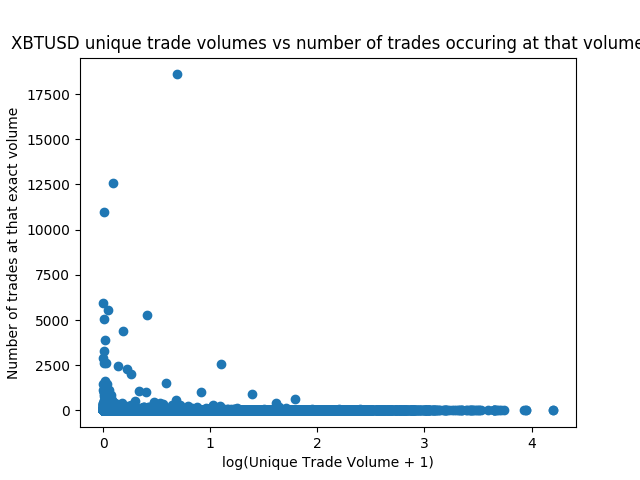 XBTUSD unique trade volumes vs number of trades occuring at that volume
17500
15000
12500
10000
7500
5000
2500
0
Number of trades at that exact volume
0 1 2 3 4
log(Unique Trade Volume + 1)